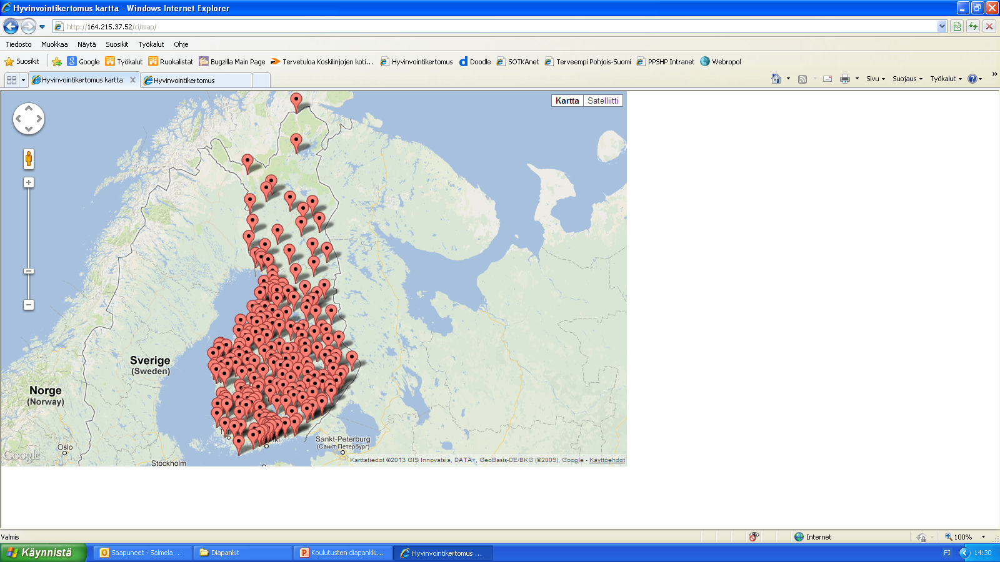 Hyvinvointikertomus kartta - Windows Internet Explorer
http://164.215.37.52/ci/map/
Tiedosto Muokkaa Näytä Suosikit Työkalut Ohje
Suosikit Google Työkalut Ruokalistat Bugzilla Main Page Tervetuloa Koskilinjojen koti... Hyvinvointikertomus Doodle SOTKAnet Terveempi Pohjois-Suomi PPSHP Intranet Webropol
Hyvinvointikertomus kartta Hyvinvointikertomus Sivu Suojaus Työkalut
Kartta Satelliitti
Sverige
(Sweden)
Norge
(Norway)
Sankt-Peterburg
(Санкт-Петербург)
Oslo
Google
Stockholm
Karttatiedot ©2013 GIS Innovatsia, DATA+, GeoBasis-DE/BKG (©2009), Google - Käyttöehdot
Valmis Internet 100%
Käynnistä Saapuneet - Salmela ... Diapankit Koulutusten diapankki... Hyvinvointikertomus ... FI 14:30